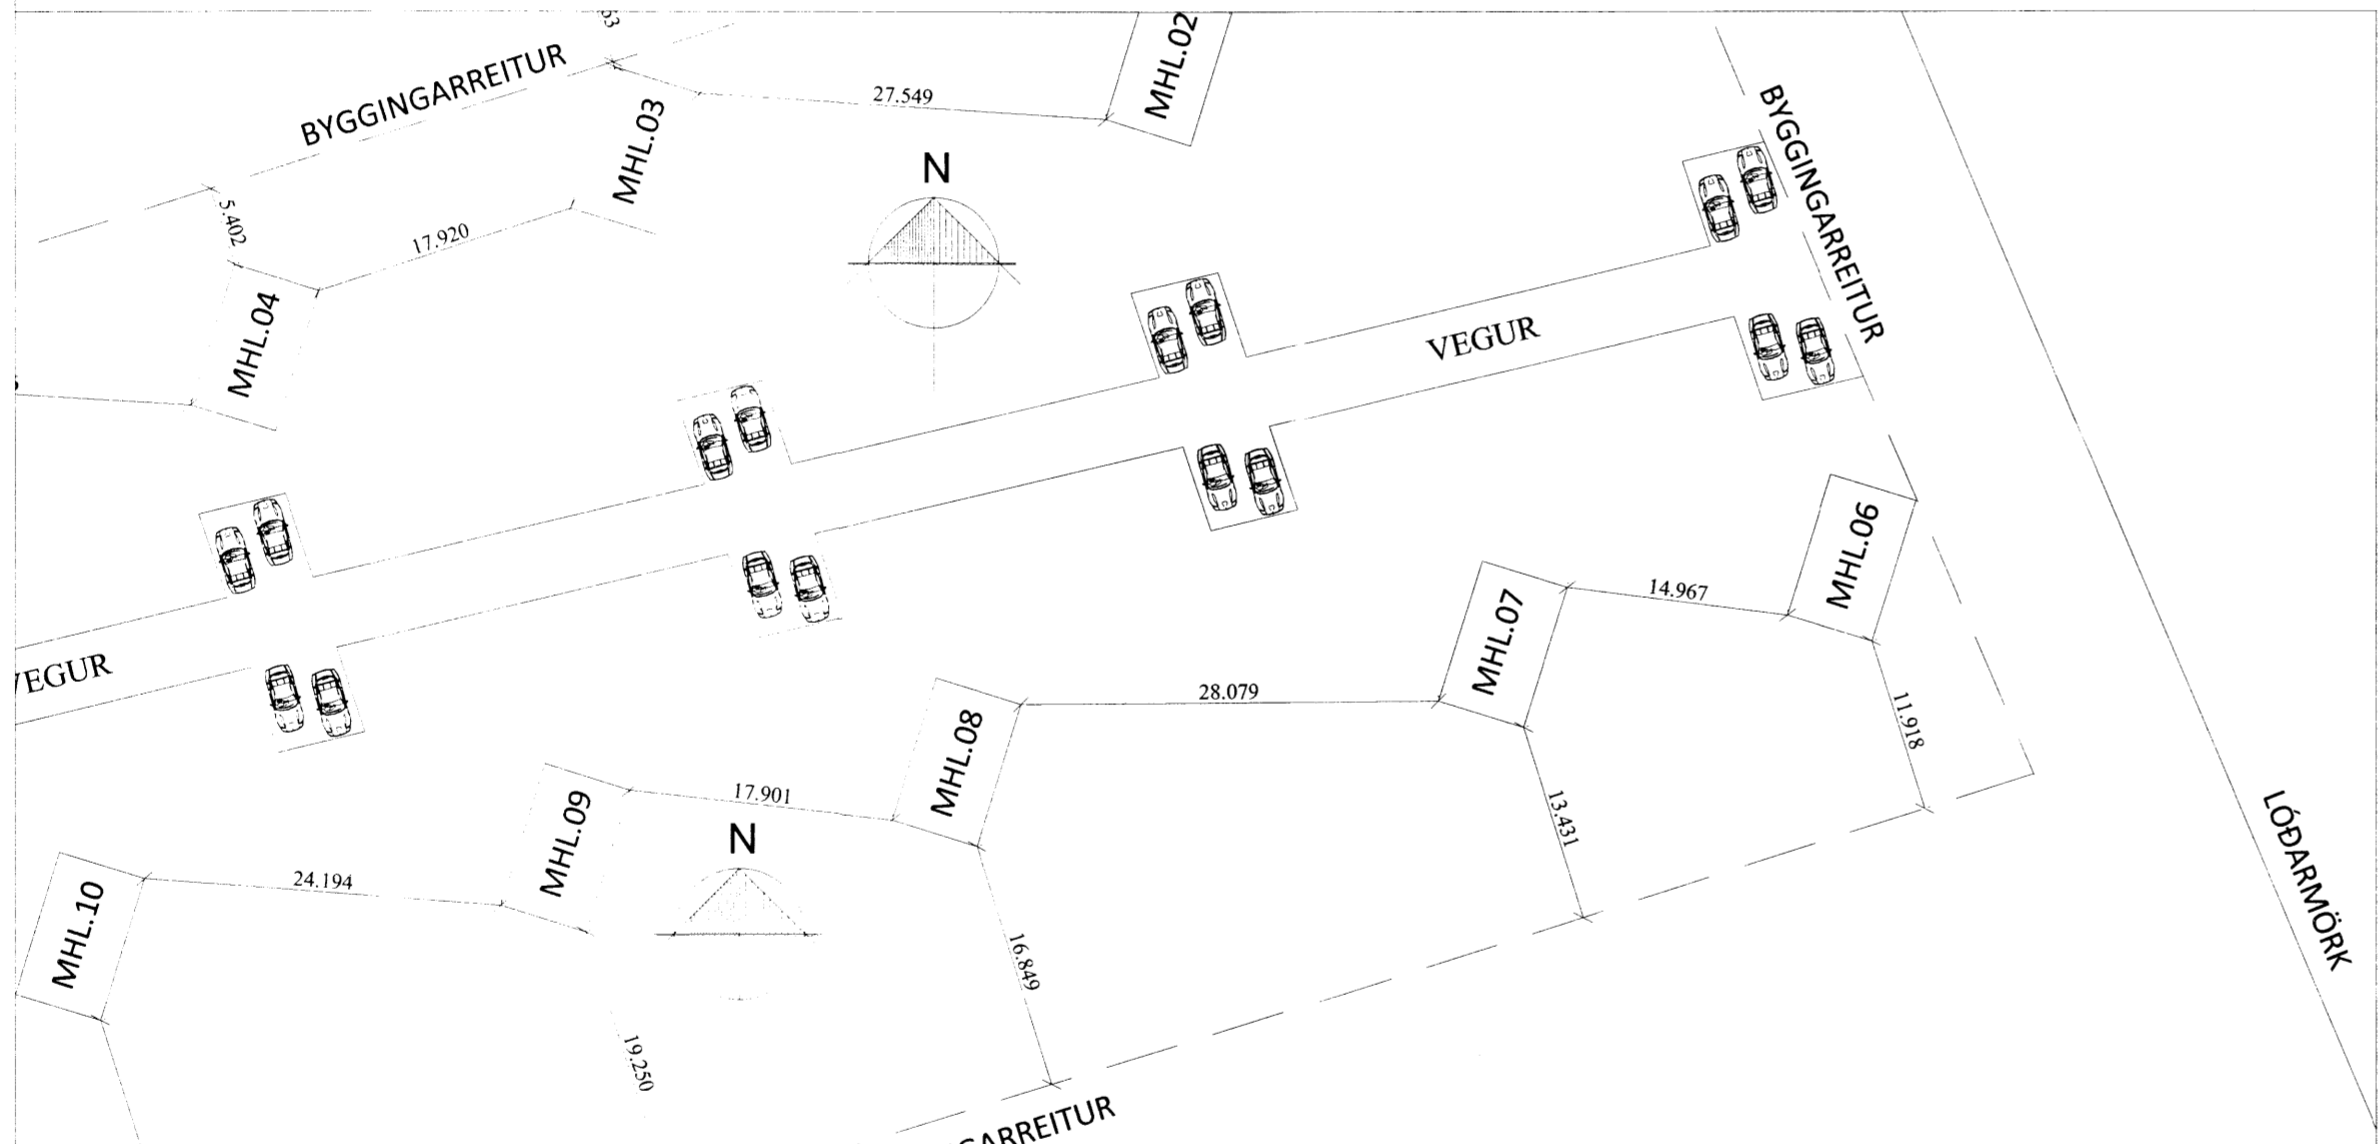 MHL.02
BYGGINGARREITUR
27.549
MHL.03
N
BYGGINGARREITUR
5.402
17.920
MHL.04
VEGUR
MHL.06
14.967
MHL.07
VEGUR
28.079
11.918
MHL.08
17.901
13.431
MHL.09
N
24.194
MHL.10
LÓÐARMÖRK
16.849
19.250